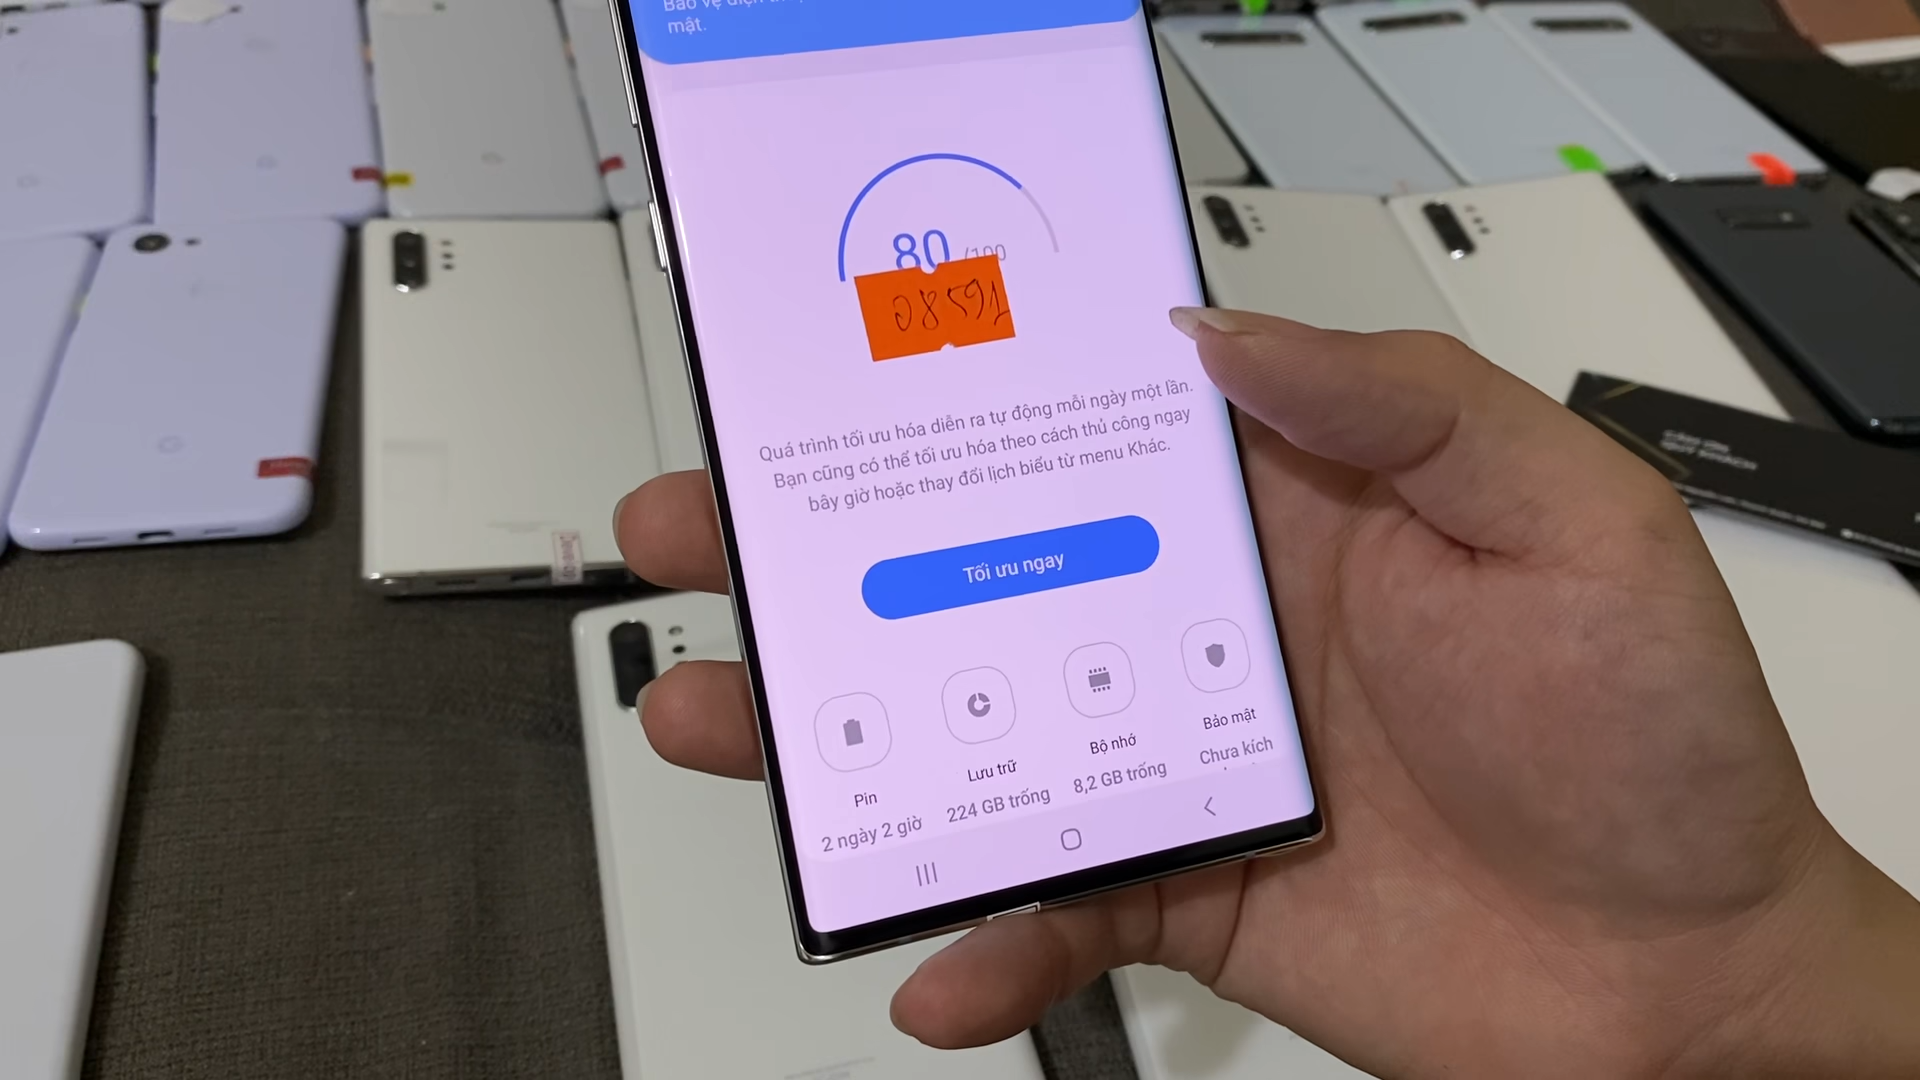 mật.
80 /100
08591
Quá trình tối ưu hóa diễn ra tự động mỗi ngày một lần.
Bạn cũng có thể tối ưu hóa theo cách thủ công ngay
bây giờ hoặc thay đổi lịch biểu từ menu Khác.
Tối ưu ngay
Pin
2 ngày 2 giờ
Lưu trữ
224 GB trống
Bộ nhớ
8,2 GB trống
Bảo mật
Chưa kích